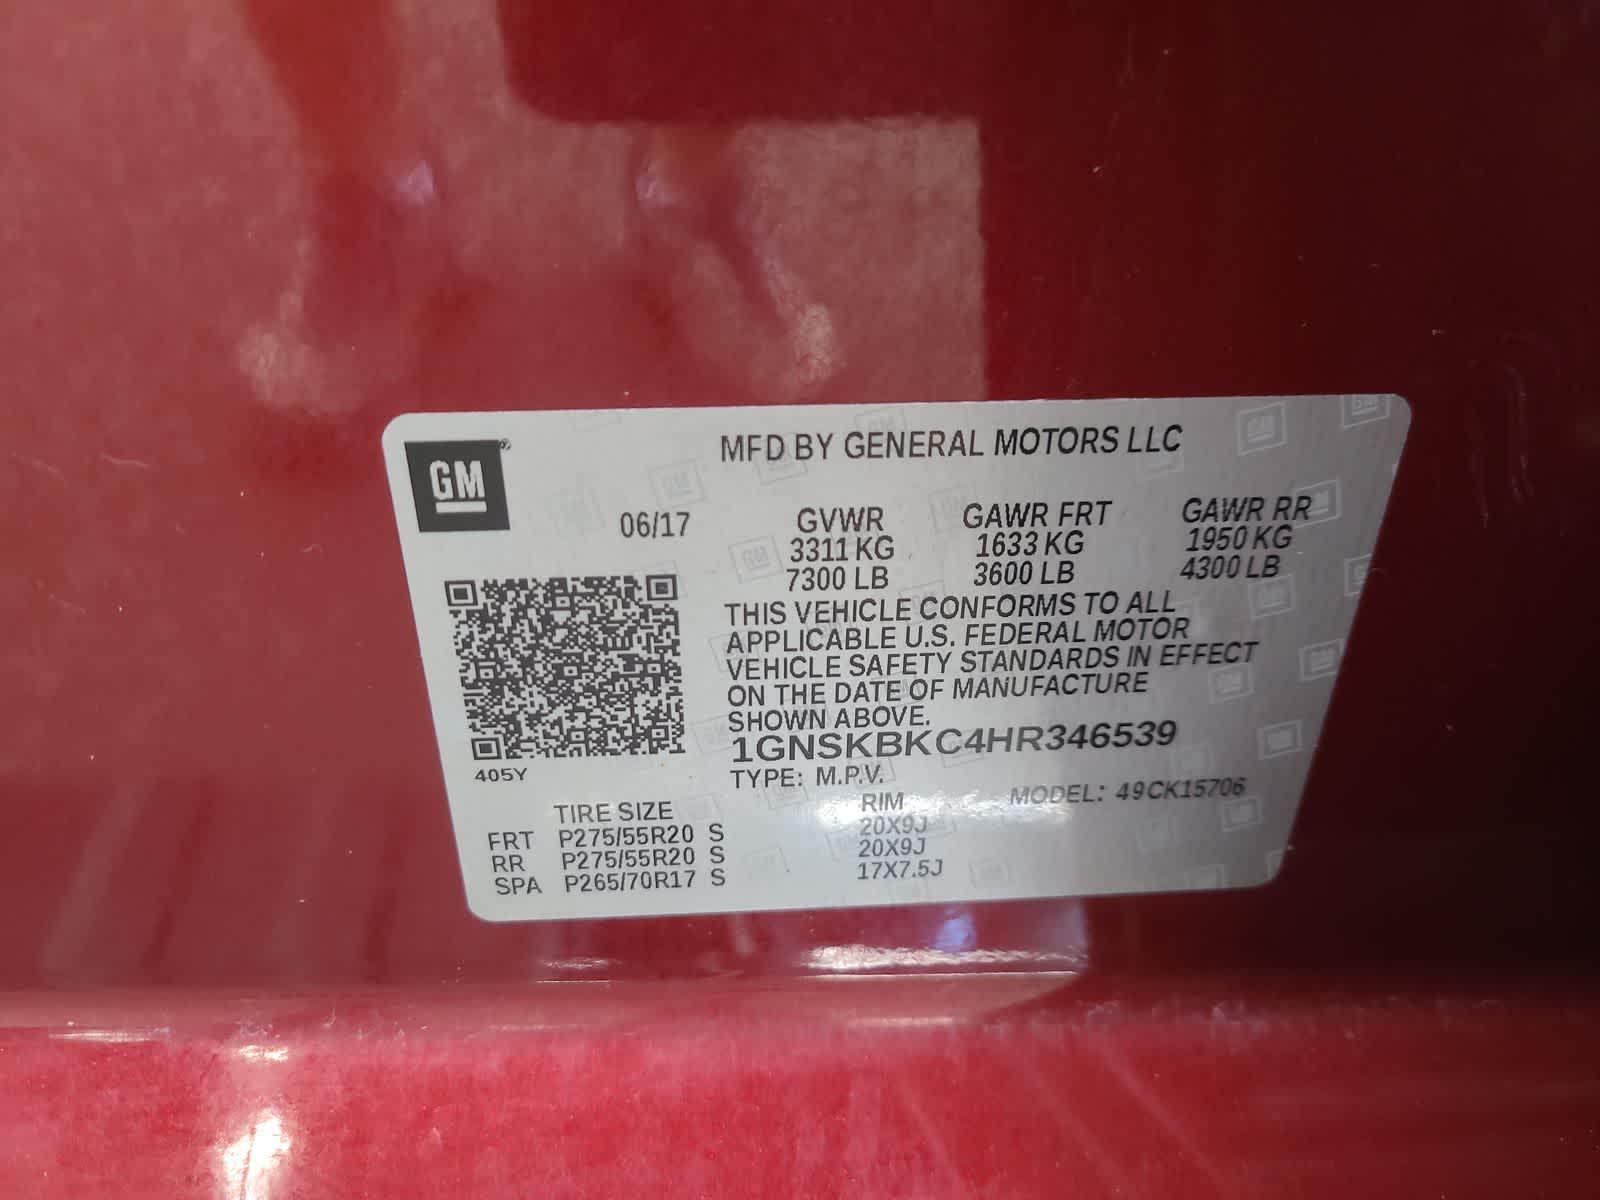 GM®
MFD BY GENERAL MOTORS LLC
06/17
GVWR GAWR FRT GAWR RR
3311 KG 1633 KG 1950 KG
7300 LB 3600 LB 4300 LB
THIS VEHICLE CONFORMS TO ALL
APPLICABLE U.S. FEDERAL MOTOR
VEHICLE SAFETY STANDARDS IN EFFECT
ON THE DATE OF MANUFACTURE
SHOWN ABOVE.
1GNSKBKC4HR346539
405Y
TYPE: M.P.V.
MODEL: 49CK15706
TIRE SIZE RIM
FRT P275/55R20 S 20X9J
RR P275/55R20 S 20X9J
SPA P265/70R17 S 17X7.5J